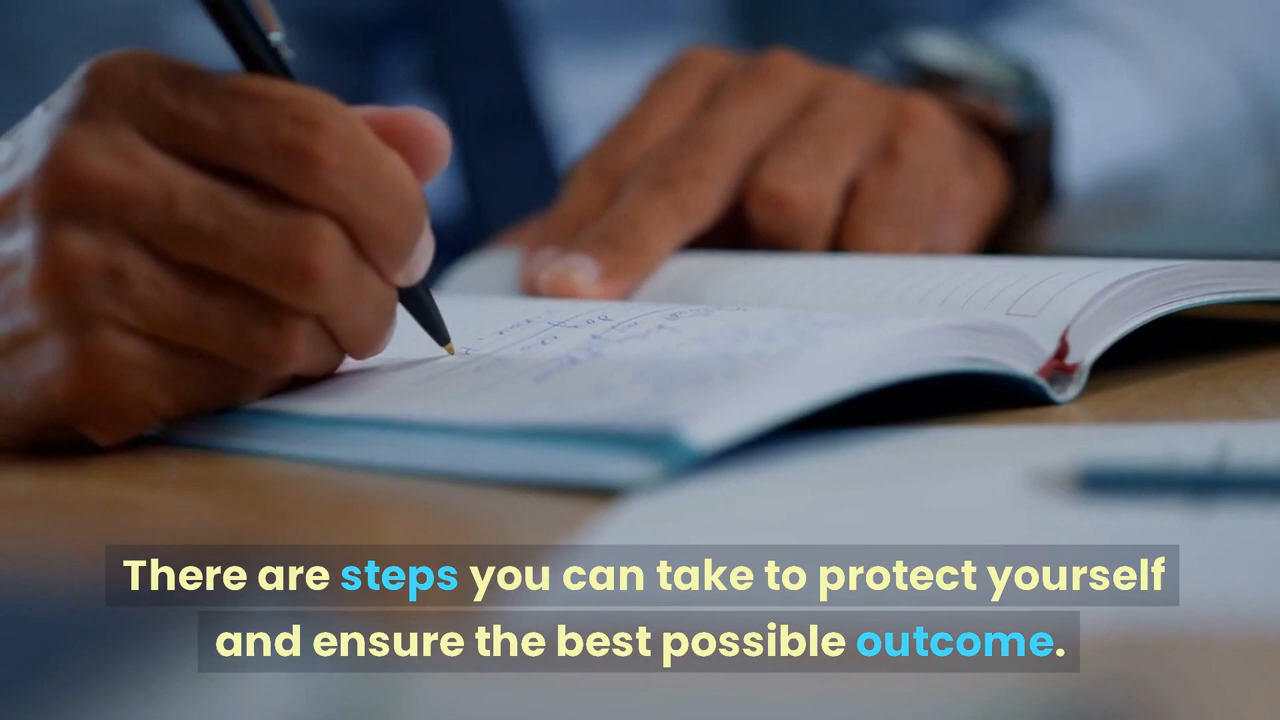 There are steps you can take to protect yourself
and ensure the best possible outcome.